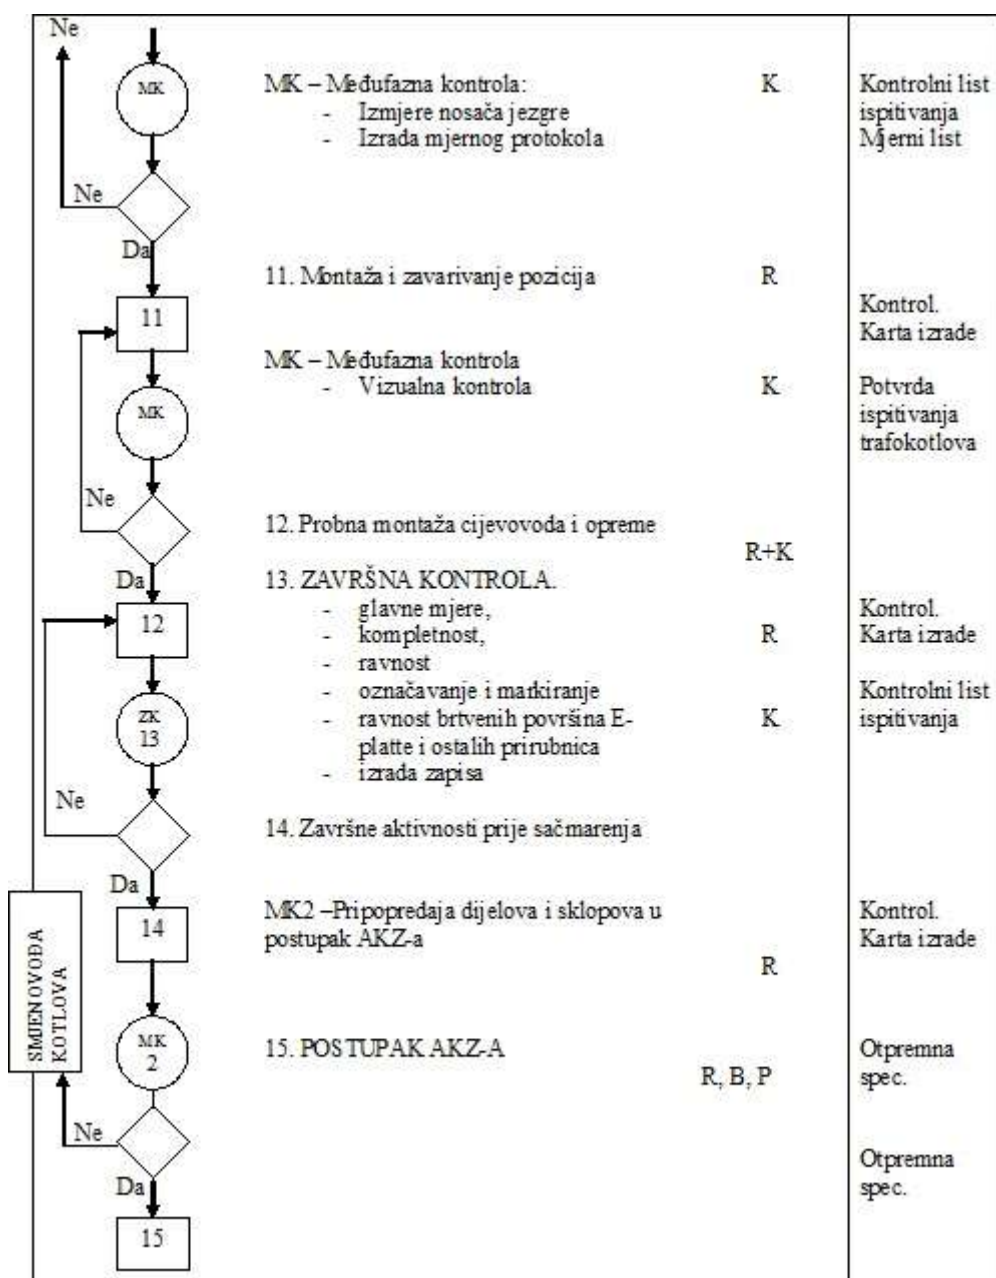 Ne
MK
MK – Međufazna kontrola: K Kontrolni list
- Izmjere nosača jezgre ispitivanja
- Izrada mjernog protokola Mjerni list
Ne
Da
11. Montaža i zavarivanje pozicija R
11
Kontrol.
Karta izrade
MK – Međufazna kontrola
- Vizualna kontrola K Potvrda
MK
ispitivanja
trafokotlova
Ne
12. Probna montaža cijevovoda i opreme
R+K
Da
13. ZAVRŠNA KONTROLA.
- glavne mjere, Kontrol.
12
- kompletnost, R Karta izrade
- ravnost
- označavanje i markiranje Kontrolni list
ZK
13
- ravnost brtvenih površina E- K ispitivanja
platte i ostalih prirubnica
- izrada zapisa
Ne
14. Završne aktivnosti prije sačmarenja
Da
MK2 –Pripopredaja dijelova i sklopova u Kontrol.
14
postupak AKZ-a Karta izrade
R
SMJENOVOĐA
KOTLOVA
MK
2
15. POSTUPAK AKZ-A Otpremna
R, B, P spec.
Ne
Otpremna
Da
spec.
15